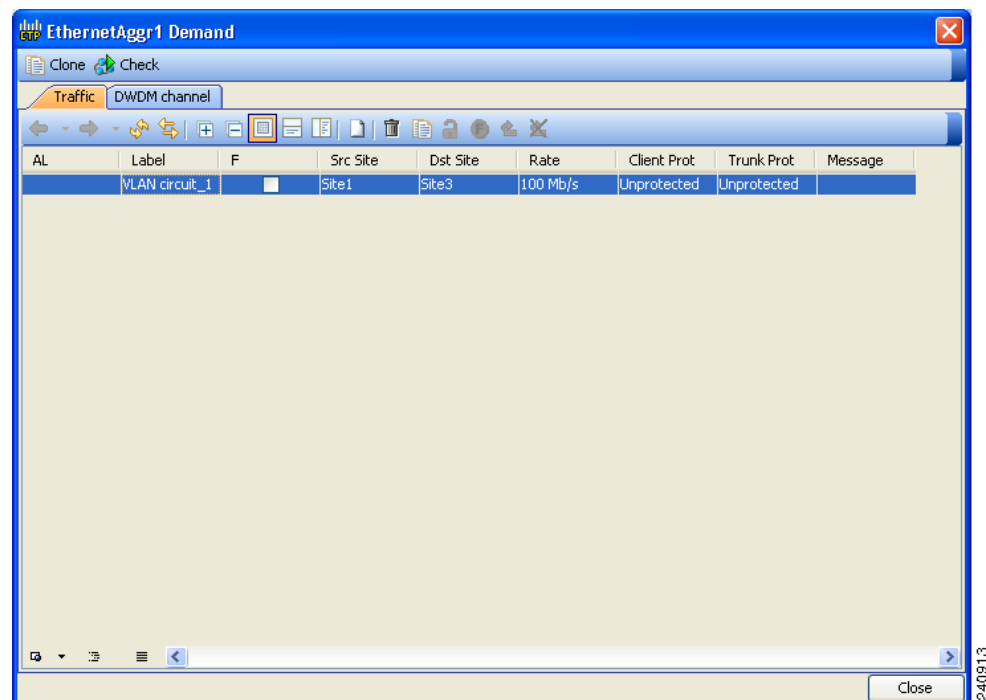 CTP EthernetAggr1 Demand
Clone Check
Traffic DWDM channel
F
AL Label F Src Site Dst Site Rate Client Prot Trunk Prot Message
VLAN circuit_1 Site1 Site3 100 Mb/s Unprotected Unprotected
Close
240913